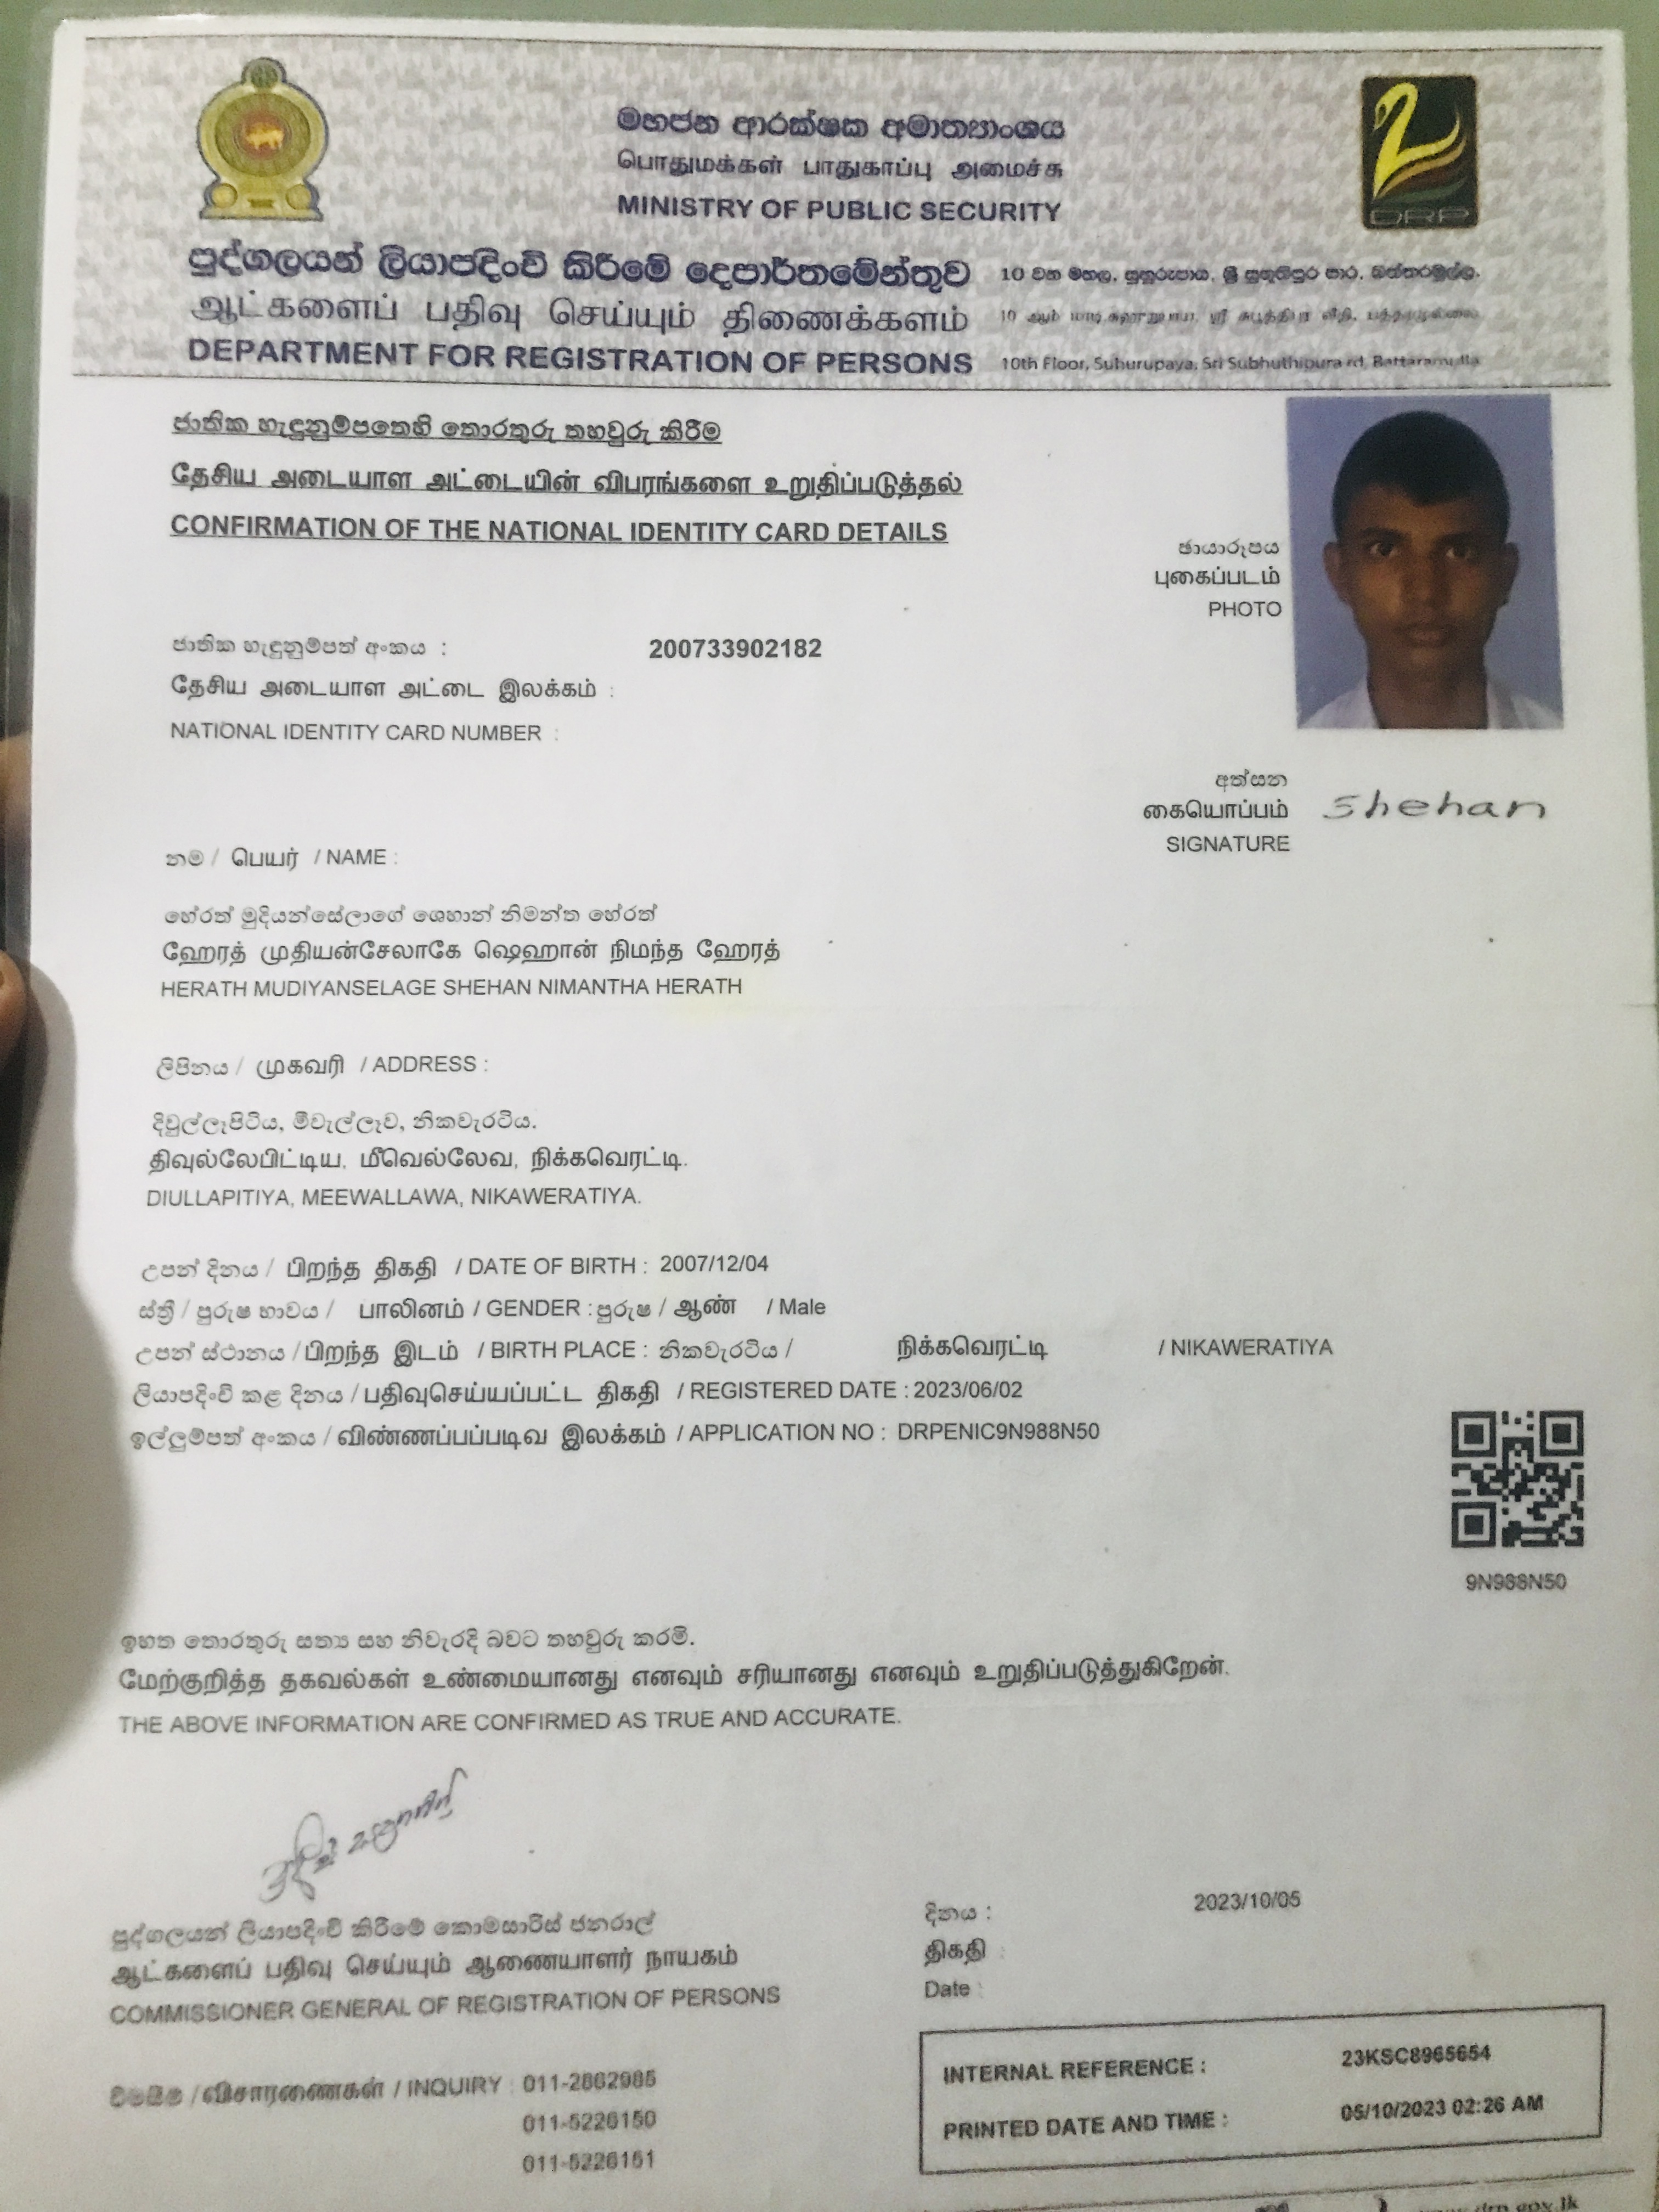 මහජන ආරක්ෂක අමාත්‍යාංශය
பொதுமக்கள் பாதுகாப்பு அமைச்சு
MINISTRY OF PUBLIC SECURITY
DRP
පුද්ගලයන් ලියාපදිංචි කිරීමේ දෙපාර්තමේන්තුව
ஆட்களைப் பதிவு செய்யும் திணைக்களம்
DEPARTMENT FOR REGISTRATION OF PERSONS
10 වන මහල, සුහුරුපාය, ශ්‍රී සුභූතිපුර පාර, බත්තරමුල්ල.
10th Floor, Suhurupaya, Sri Subhuthipura rd, Battaramulla
ජාතික හැඳුනුම්පතෙහි තොරතුරු තහවුරු කිරීම
தேசிய அடையாள அட்டையின் விபரங்களை உறுதிப்படுத்தல்
CONFIRMATION OF THE NATIONAL IDENTITY CARD DETAILS
ඡායාරූපය
புகைப்படம்
PHOTO
ජාතික හැඳුනුම්පත් අංකය : 200733902182
தேசிய அடையாள அட்டை இலக்கம் :
NATIONAL IDENTITY CARD NUMBER :
අත්සන
கையொப்பம் Shehan
SIGNATURE
නම / பெயர் / NAME :
හේරත් මුදියන්සේලාගේ ශෙහාන් නිමන්ත හේරත්
ஹேரத் முதியன்சேலாகே ஷெஹான் நிமந்த ஹேரத்
HERATH MUDIYANSELAGE SHEHAN NIMANTHA HERATH
ලිපිනය / முகவரி / ADDRESS :
දිවුල්ලෑපිටිය, මීවැල්ලෑව, නිකවැරටිය.
திவுல்லேபிட்டிய, மீவெல்லேவ, நிக்கவெரட்டி.
DIULLAPITIYA, MEEWALLAWA, NIKAWERATIYA.
උපන් දිනය / பிறந்த திகதி / DATE OF BIRTH : 2007/12/04
ස්ත්‍රී / පුරුෂ භාවය / பாலினம் / GENDER : පුරුෂ / ஆண் / Male
උපන් ස්ථානය / பிறந்த இடம் / BIRTH PLACE : නිකවැරටිය / நிக்கவெரட்டி / NIKAWERATIYA
ලියාපදිංචි කළ දිනය / பதிவுசெய்யப்பட்ட திகதி / REGISTERED DATE : 2023/06/02
ඉල්ලුම්පත් අංකය / விண்ணப்பப்படிவ இலக்கம் / APPLICATION NO : DRPENIC9N988N50
9N988N50
ඉහත තොරතුරු සත්‍ය සහ නිවැරදි බවට තහවුරු කරමි.
மேற்குறித்த தகவல்கள் உண்மையானது எனவும் சரியானது எனவும் உறுதிப்படுத்துகிறேன்.
THE ABOVE INFORMATION ARE CONFIRMED AS TRUE AND ACCURATE.
පුද්ගලයන් ලියාපදිංචි කිරීමේ කොමසාරිස් ජනරාල්
ஆட்களைப் பதிவு செய்யும் ஆணையாளர் நாயகம்
COMMISSIONER GENERAL OF REGISTRATION OF PERSONS
දිනය : 2023/10/05
திகதி :
Date :
විමසීම / விசாரணைகள் / INQUIRY : 011-2862985
011-5226150
011-5226151
INTERNAL REFERENCE : 23KSC8965654
PRINTED DATE AND TIME : 05/10/2023 02:26 AM
www.drp.gov.lk